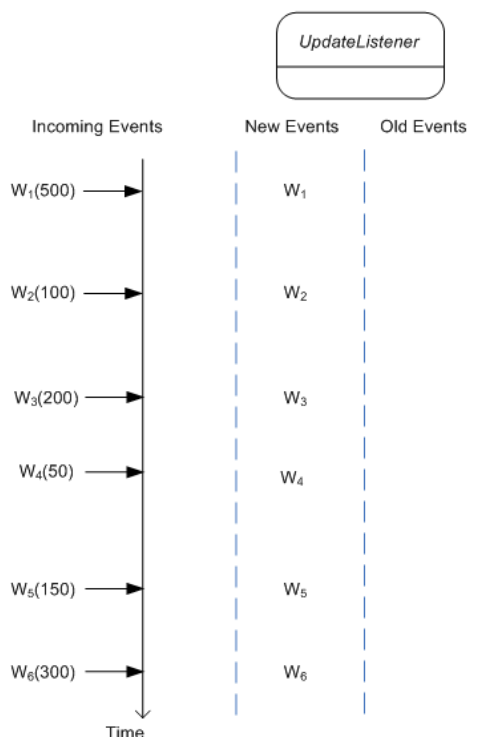 UpdateListener
Incoming Events New Events Old Events
W₁(500) W₁
W₂(100) W₂
W₃(200) W₃
W₄(50) W₄
W₅(150) W₅
W₆(300) W₆
Time